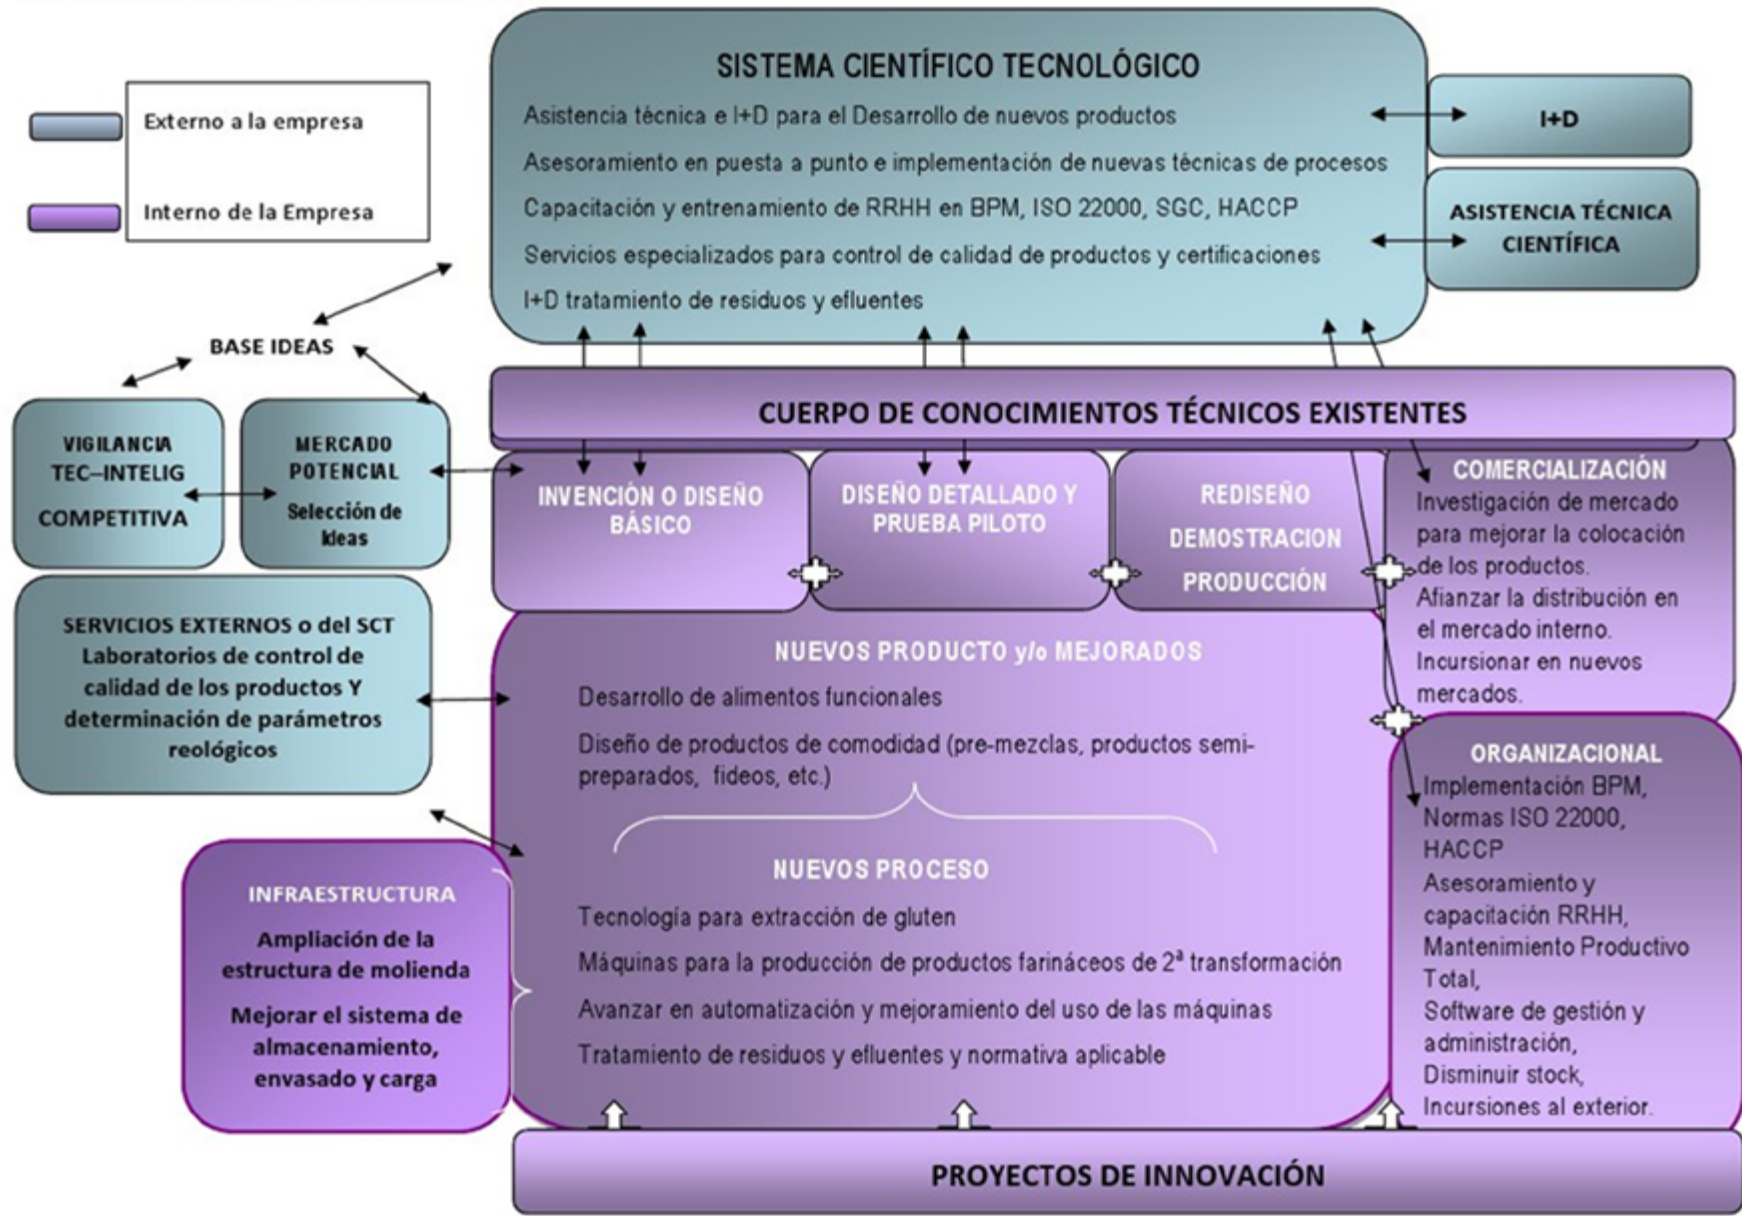 SISTEMA CIENTÍFICO TECNOLÓGICO
Asistencia técnica e I+D para el Desarrollo de nuevos productos
Asesoramiento en puesta a punto e implementación de nuevas técnicas de procesos
Capacitación y entrenamiento de RRHH en BPM, ISO 22000, SGC, HACCP
Servicios especializados para control de calidad de productos y certificaciones
I+D tratamiento de residuos y efluentes
I+D
ASISTENCIA TÉCNICA
CIENTÍFICA
Externo a la empresa
Interno de la Empresa
BASE IDEAS
VIGILANCIA
TEC–INTELIG
COMPETITIVA
MERCADO
POTENCIAL
Selección de
Ideas
CUERPO DE CONOCIMIENTOS TÉCNICOS EXISTENTES
INVENCIÓN O DISEÑO
BÁSICO
DISEÑO DETALLADO Y
PRUEBA PILOTO
REDISEÑO
DEMOSTRACION
PRODUCCIÓN
COMERCIALIZACIÓN
Investigación de mercado
para mejorar la colocación
de los productos.
Afianzar la distribución en
el mercado interno.
Incursionar en nuevos
mercados.
SERVICIOS EXTERNOS o del SCT
Laboratorios de control de
calidad de los productos Y
determinación de parámetros
reológicos
NUEVOS PRODUCTO y/o MEJORADOS
Desarrollo de alimentos funcionales
Diseño de productos de comodidad (pre-mezclas, productos semi-
preparados, fideos, etc.)
NUEVOS PROCESO
Tecnología para extracción de gluten
Máquinas para la producción de productos farináceos de 2ª transformación
Avanzar en automatización y mejoramiento del uso de las máquinas
Tratamiento de residuos y efluentes y normativa aplicable
ORGANIZACIONAL
Implementación BPM,
Normas ISO 22000,
HACCP
Asesoramiento y
capacitación RRHH,
Mantenimiento Productivo
Total,
Software de gestión y
administración,
Disminuir stock,
Incursiones al exterior.
INFRAESTRUCTURA
Ampliación de la
estructura de molienda
Mejorar el sistema de
almacenamiento,
envasado y carga
PROYECTOS DE INNOVACIÓN